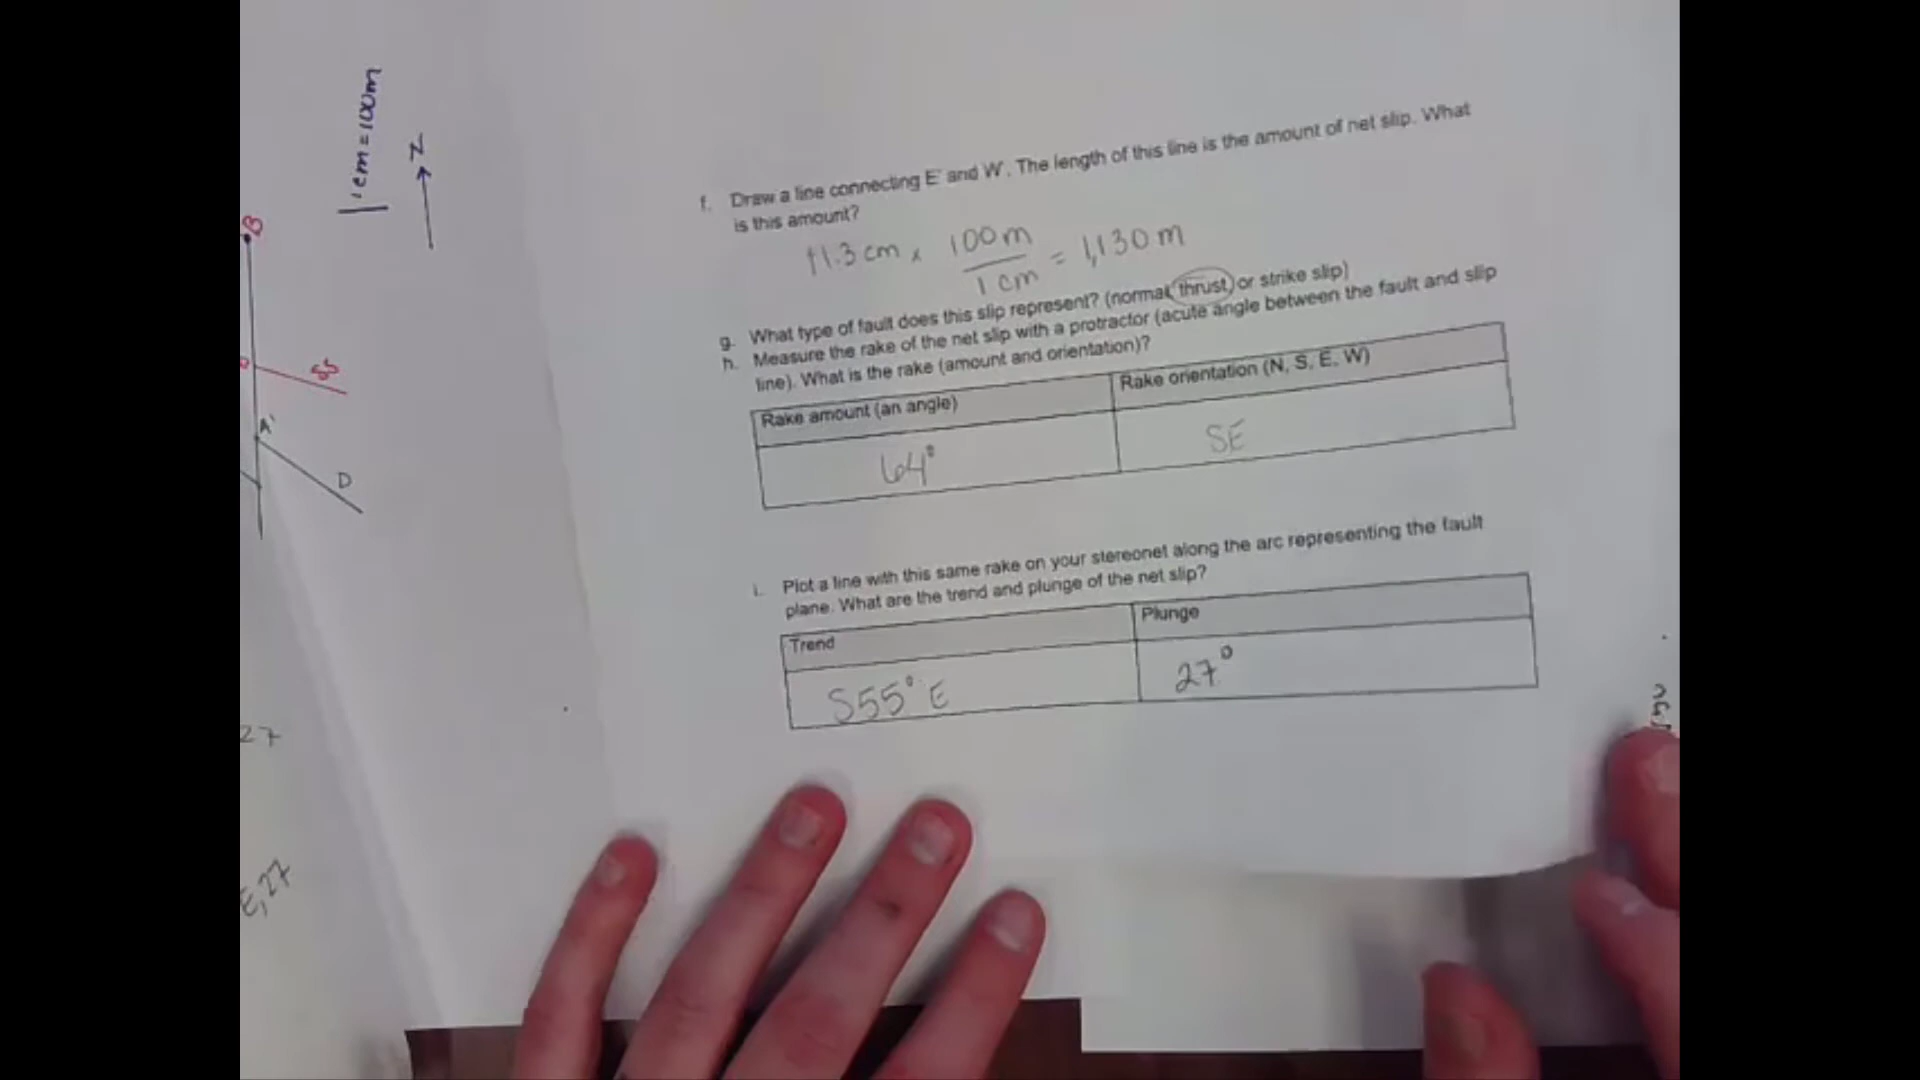 1cm=100m
N
B
55
A'
D
27
E,27
f. Draw a line connecting E' and W'. The length of this line is the amount of net slip. What
is this amount?
11.3 cm x 100m / 1 cm = 1,130 m
g. What type of fault does this slip represent? (normal, thrust, or strike slip)
h. Measure the rake of the net slip with a protractor (acute angle between the fault and slip
line). What is the rake (amount and orientation)?
Rake amount (an angle) Rake orientation (N, S, E, W)
64° SE
i. Plot a line with this same rake on your stereonet along the arc representing the fault
plane. What are the trend and plunge of the net slip?
Trend Plunge
S55°E 27°